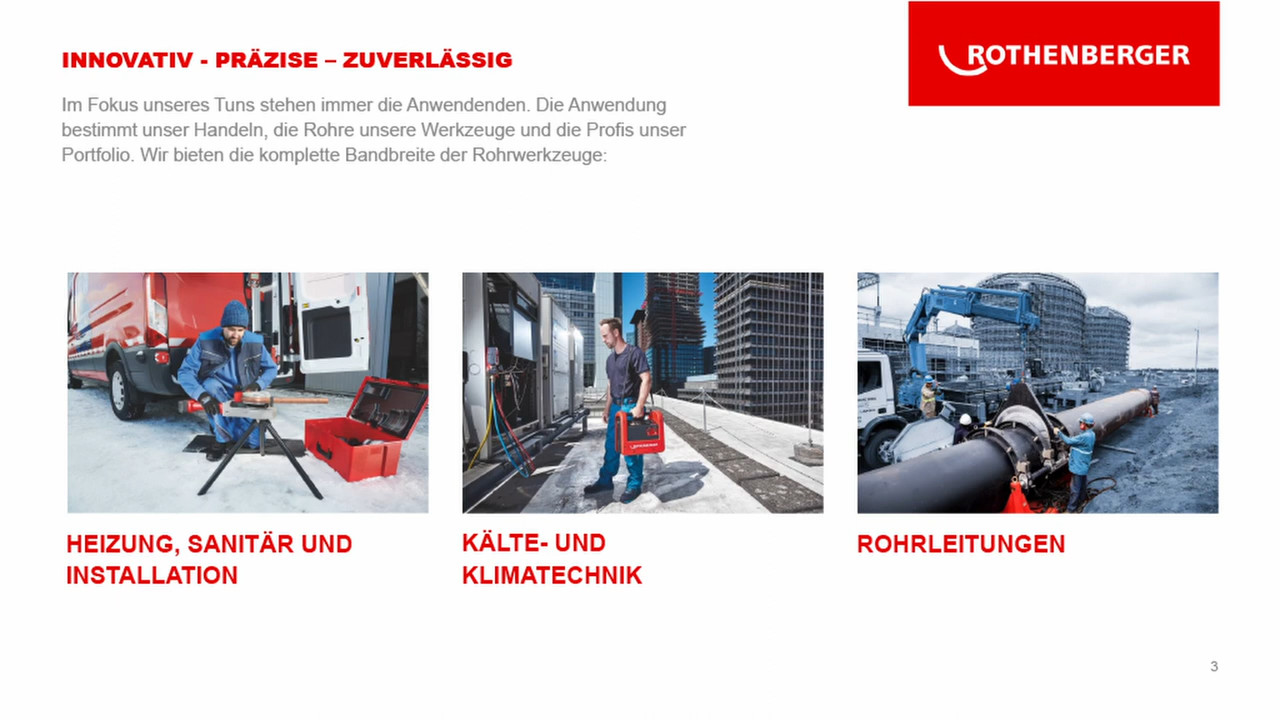 INNOVATIV - PRÄZISE – ZUVERLÄSSIG
ROTHENBERGER
Im Fokus unseres Tuns stehen immer die Anwendenden. Die Anwendung
bestimmt unser Handeln, die Rohre unsere Werkzeuge und die Profis unser
Portfolio. Wir bieten die komplette Bandbreite der Rohrwerkzeuge:
ROTHENBERGER
HEIZUNG, SANITÄR UND
INSTALLATION
KÄLTE- UND
KLIMATECHNIK
ROHRLEITUNGEN
3